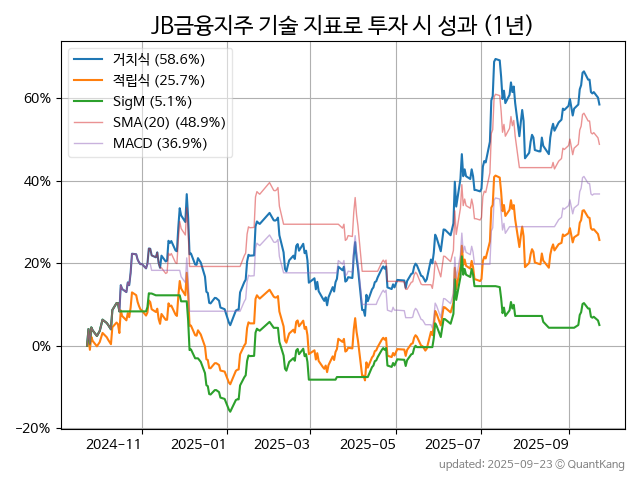 JB금융지주 기술 지표로 투자 시 성과 (1년)
거치식 (58.6%)
적립식 (25.7%)
SigM (5.1%)
SMA(20) (48.9%)
MACD (36.9%)
60%
40%
20%
0%
−20%
2024-11
2025-01
2025-03
2025-05
2025-07
2025-09
updated: 2025-09-23 © QuantKang